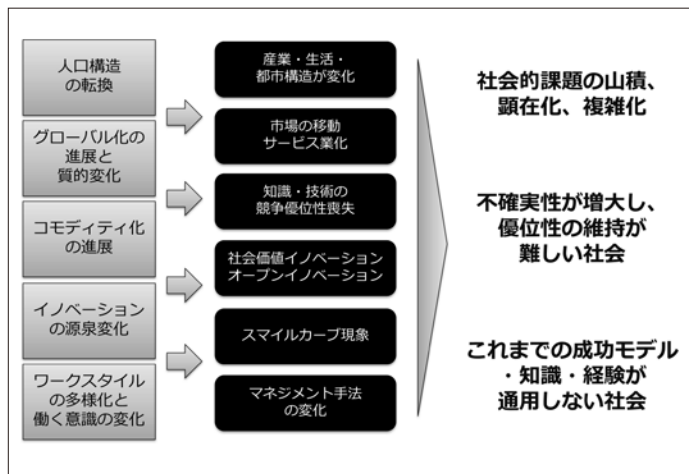 人口構造
の転換
グローバル化の
進展と
質的変化
コモディティ化
の進展
イノベーション
の源泉変化
ワークスタイル
の多様化と
働く意識の変化
産業・生活・
都市構造が変化
市場の移動
サービス業化
知識・技術の
競争優位性喪失
社会価値イノベーション
オープンイノベーション
スマイルカーブ現象
マネジメント手法
の変化
社会的課題の山積、
顕在化、複雑化
不確実性が増大し、
優位性の維持が
難しい社会
これまでの成功モデル
・知識・経験が
通用しない社会